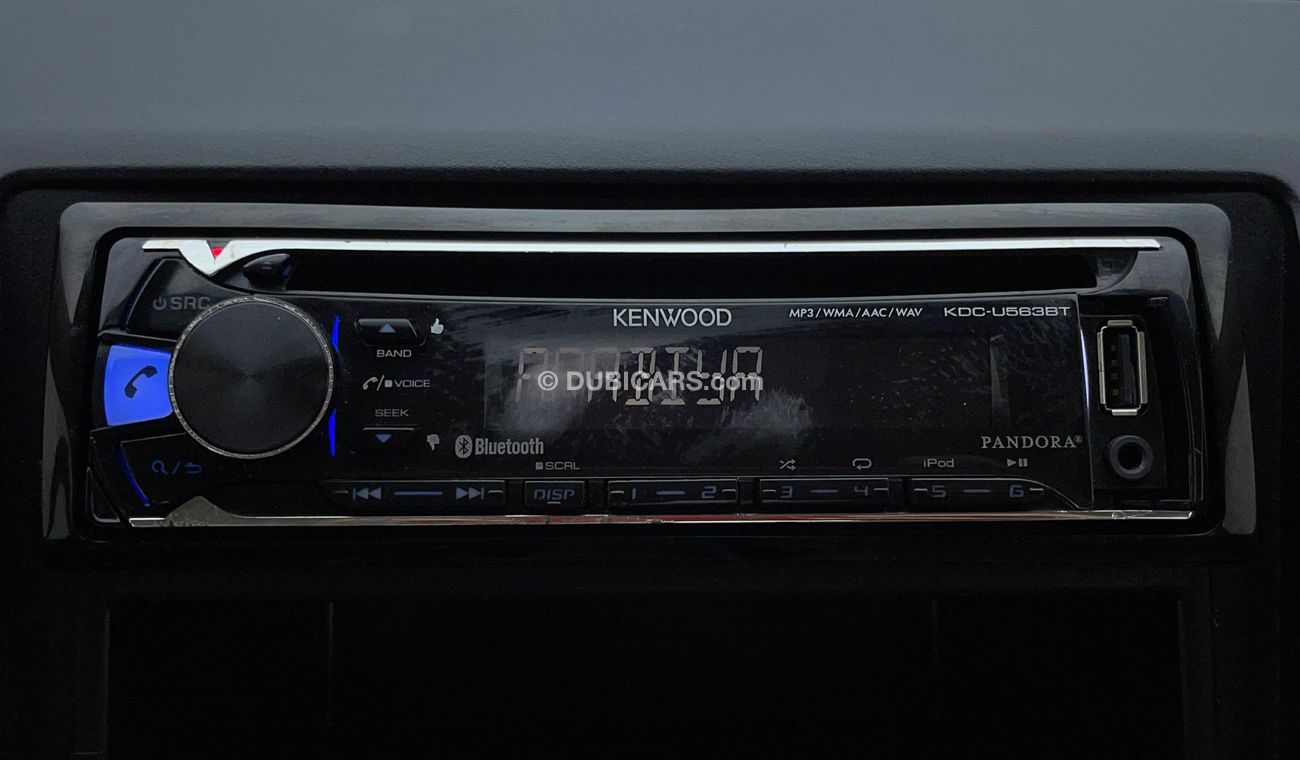 SRC
KENWOOD
MP3/WMA/AAC/WAV
KDC-U563BT
BAND
© DUBICARS.com
VOICE
SEEK
Bluetooth
PANDORA®
SCRL
iPod
DISP
1 2
3 4
5 6